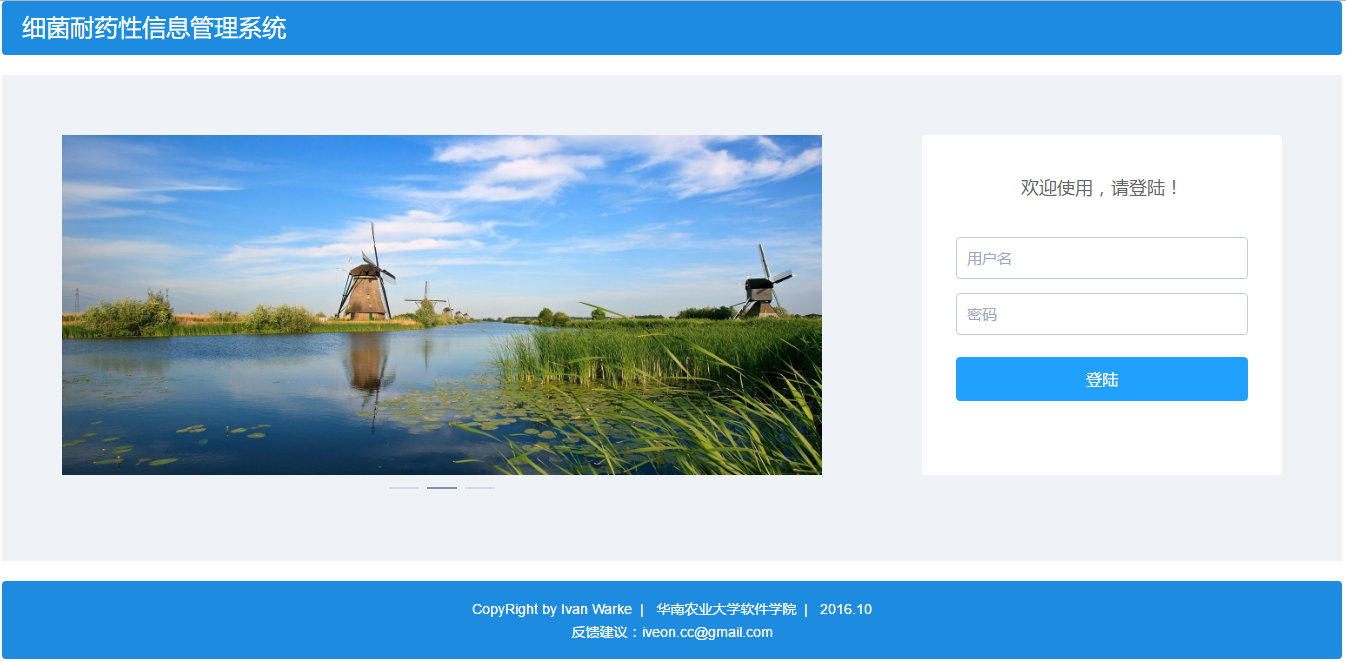 细菌耐药性信息管理系统
欢迎使用，请登陆！
用户名
密码
登陆
CopyRight by Ivan Warke | 华南农业大学软件学院 | 2016.10
反馈建议：iveon.cc@gmail.com